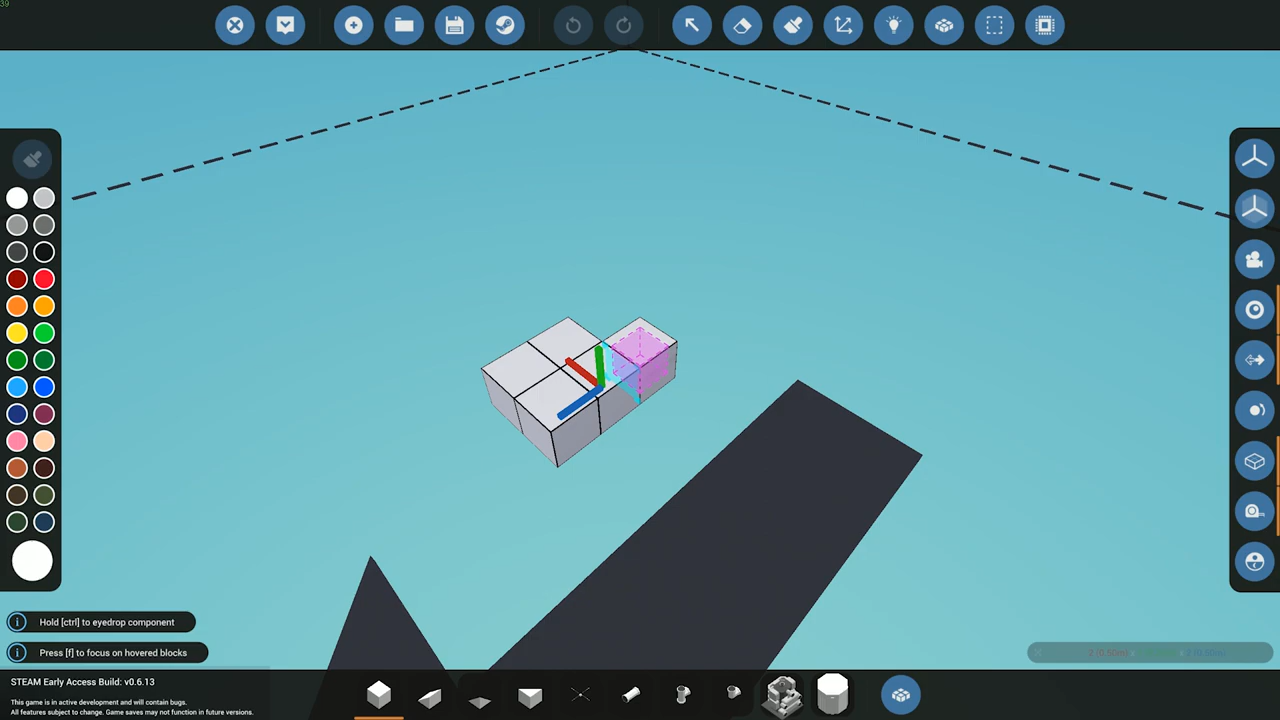 39
Hold [ctrl] to eyedrop component
Press [f] to focus on hovered blocks
STEAM Early Access Build: v0.6.13
This game is in active development and will contain bugs.
All features subject to change. Game saves may not function in future versions.